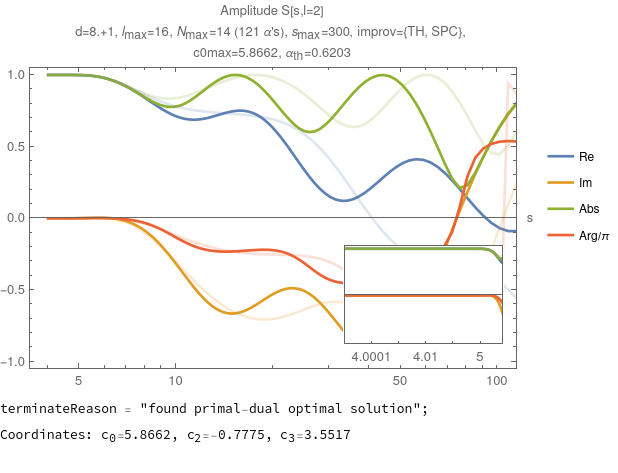 Amplitude S[s,l=2]
d=8.+1, lmax=16, Nmax=14 (121 α's), smax=300, improv={TH, SPC},
c0max=5.8662, αth=0.6203
1.0
0.5
0.0
−0.5
−1.0
s
4.0001 4.01 5
5 10 50 100
Re
Im
Abs
Arg/π
terminateReason = "found primal-dual optimal solution";
Coordinates: c0=5.8662, c2=-0.7775, c3=3.5517